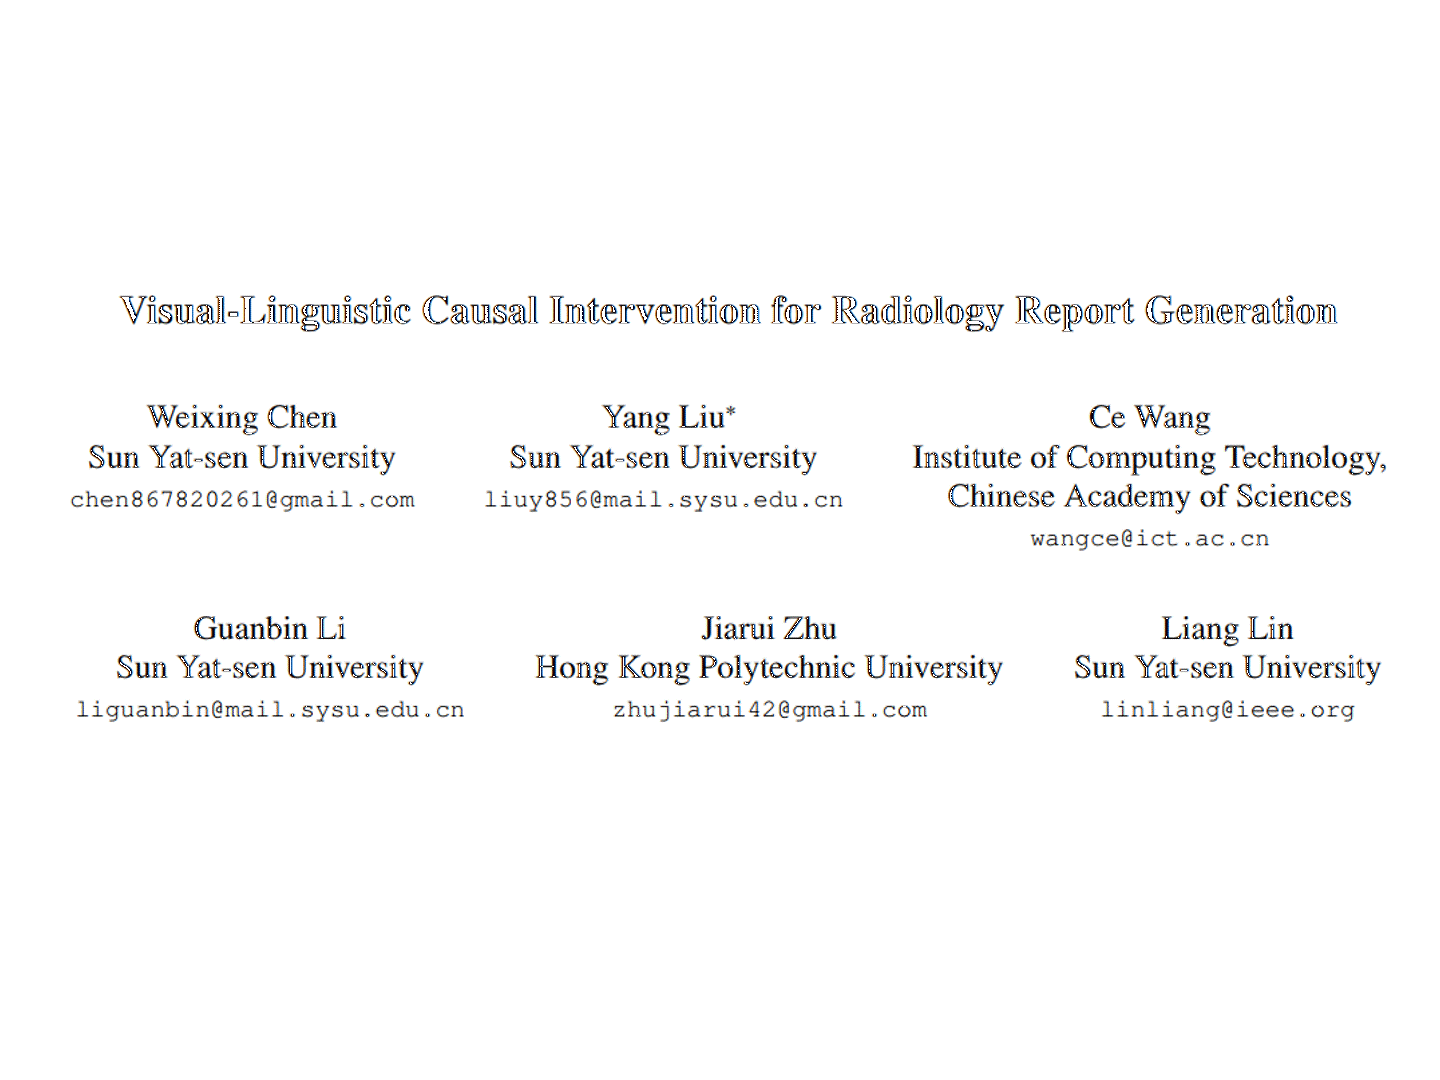 Visual-Linguistic Causal Intervention for Radiology Report Generation
Weixing Chen
Sun Yat-sen University
chen867820261@gmail.com
Yang Liu*
Sun Yat-sen University
liuy856@mail.sysu.edu.cn
Ce Wang
Institute of Computing Technology,
Chinese Academy of Sciences
wangce@ict.ac.cn
Guanbin Li
Sun Yat-sen University
liguanbin@mail.sysu.edu.cn
Jiarui Zhu
Hong Kong Polytechnic University
zhujiarui42@gmail.com
Liang Lin
Sun Yat-sen University
linliang@ieee.org